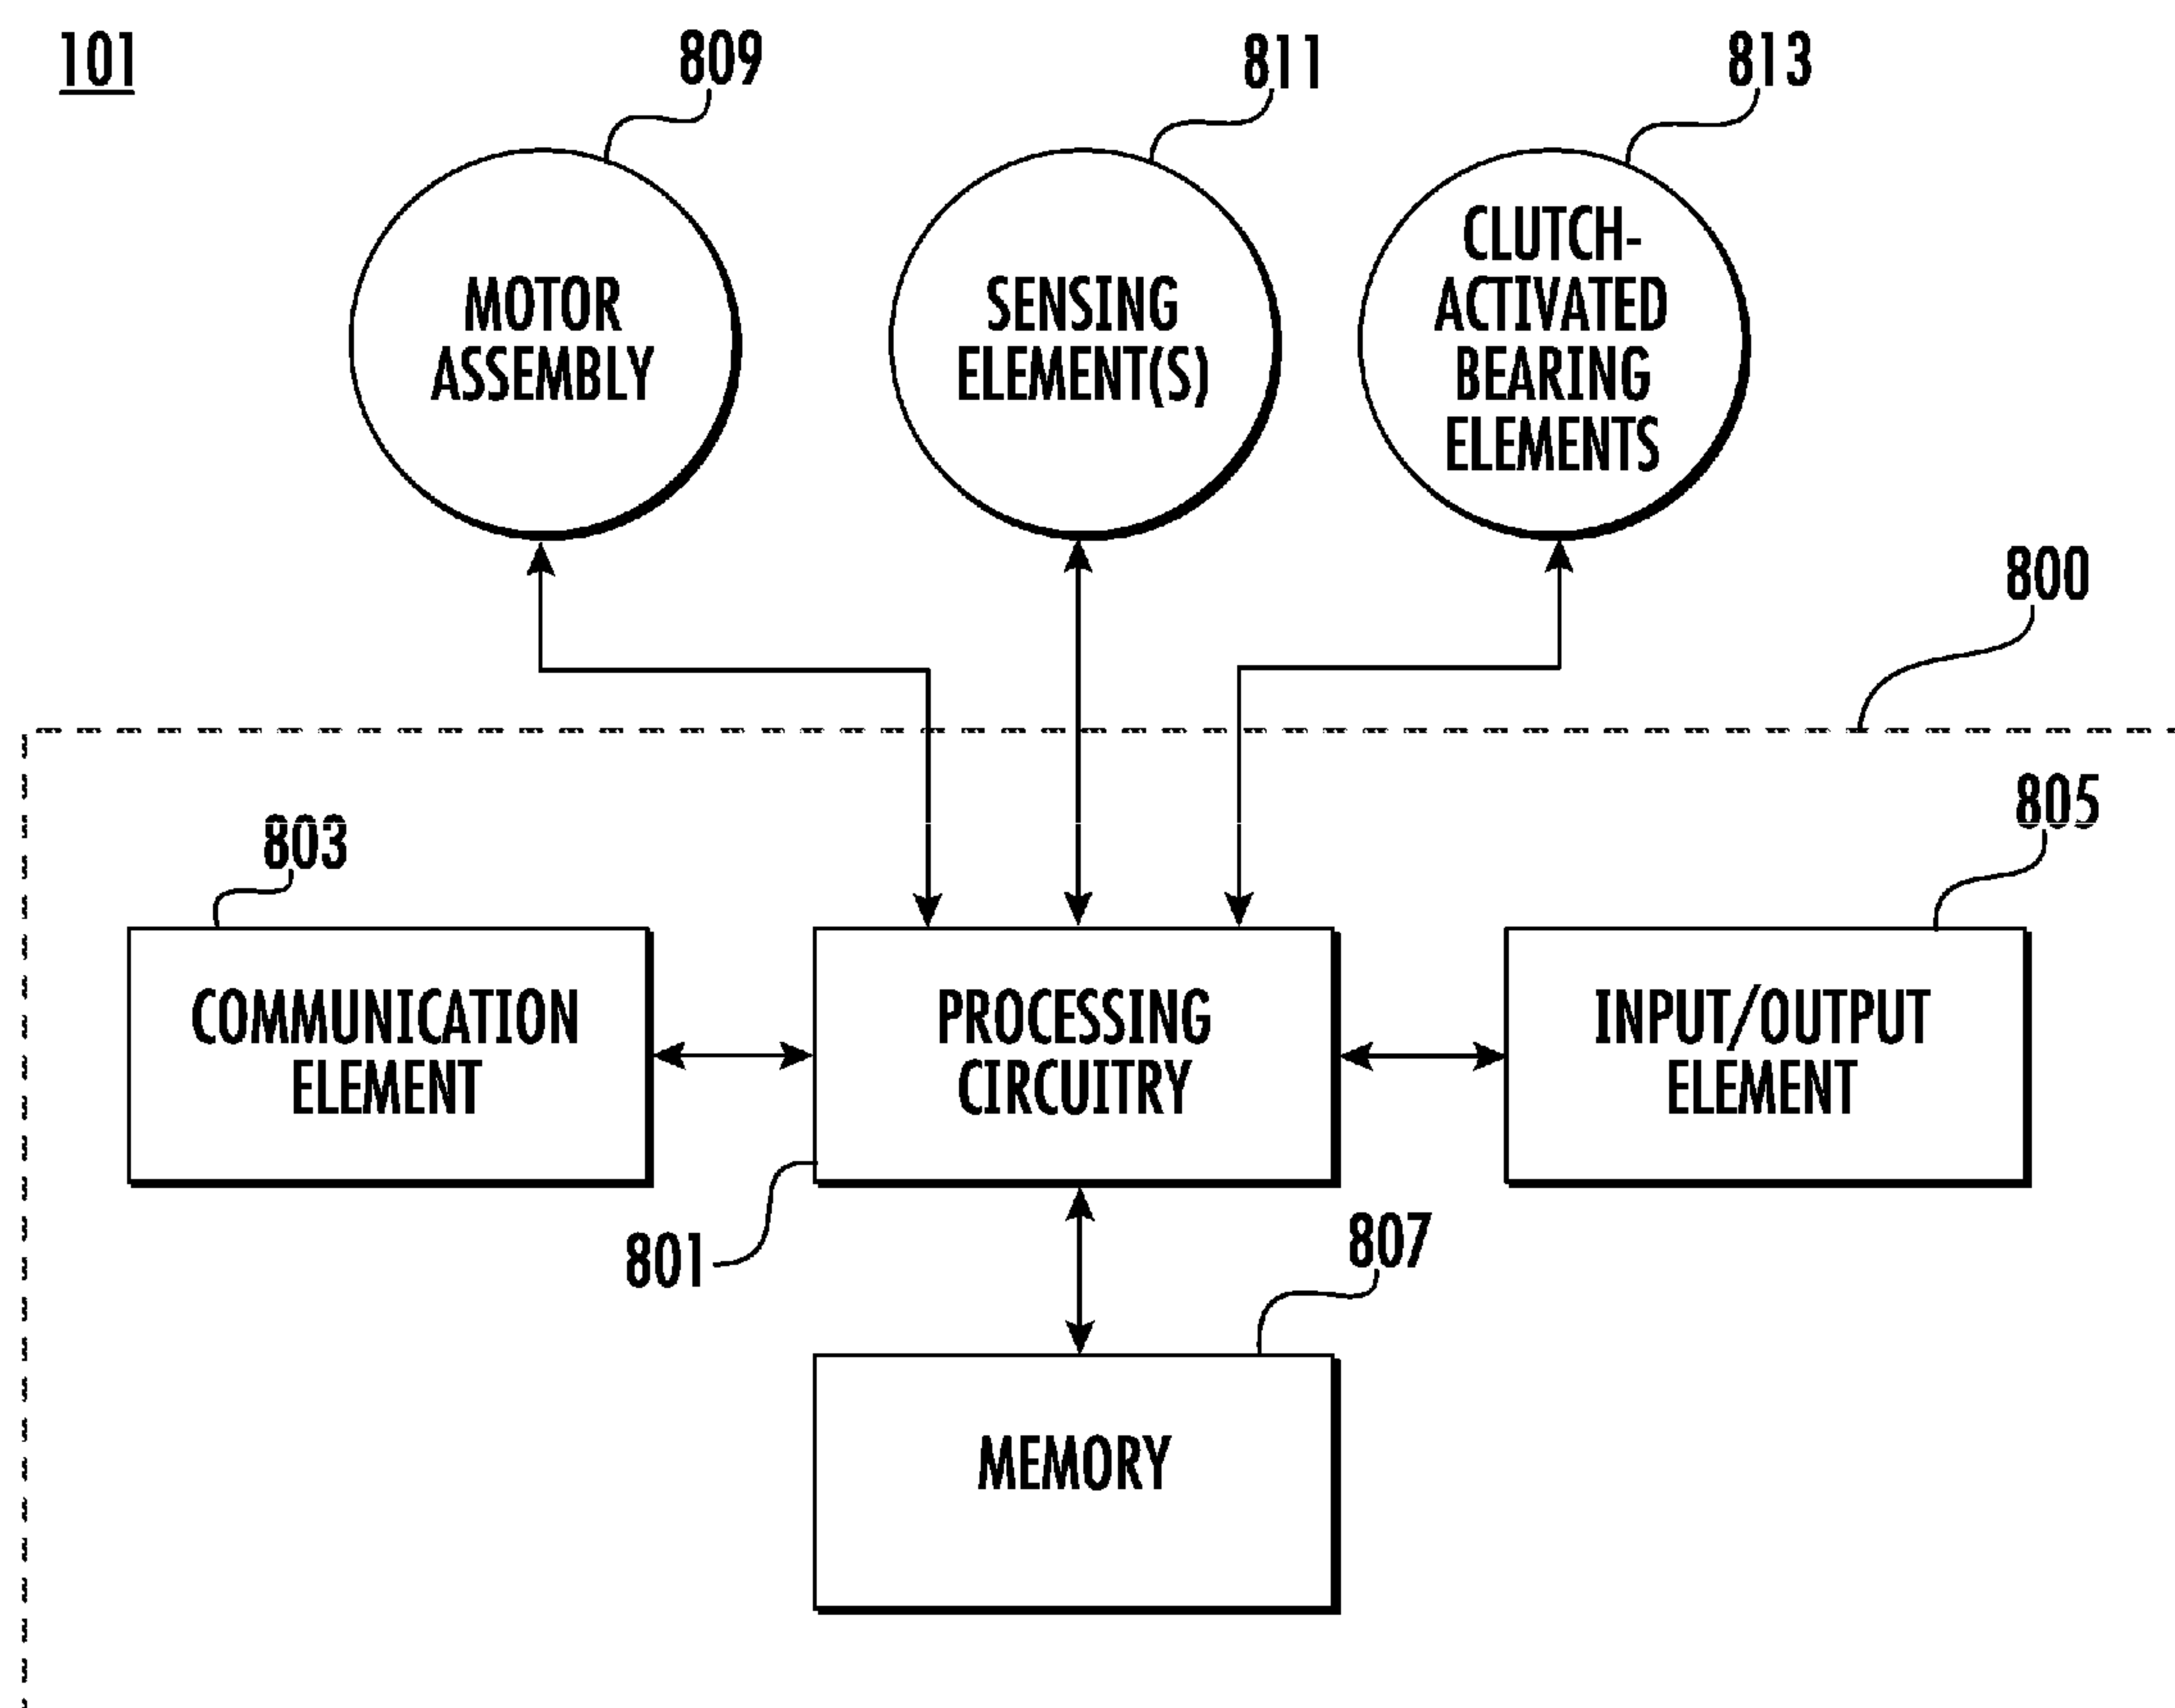 101
809
811
813
MOTOR
ASSEMBLY
SENSING
ELEMENT(S)
CLUTCH-
ACTIVATED
BEARING
ELEMENTS
800
803
805
COMMUNICATION
ELEMENT
PROCESSING
CIRCUITRY
INPUT/OUTPUT
ELEMENT
801
807
MEMORY